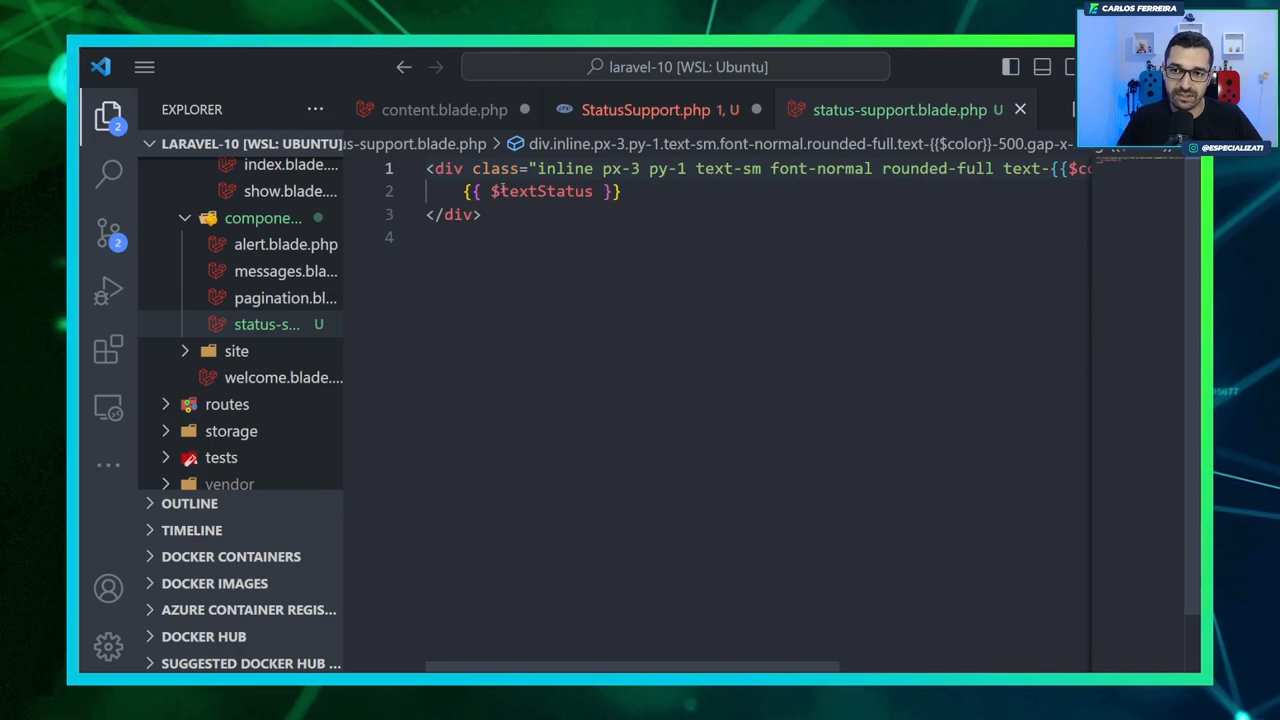 CARLOS FERREIRA
laravel-10 [WSL: Ubuntu]
EXPLORER
content.blade.php
StatusSupport.php 1, U
status-support.blade.php U
LARAVEL-10 [WSL: UBUNTU]
us-support.blade.php
div.inline.px-3.py-1.text-sm.font-normal.rounded-full.text-{{$color}}-500.gap-x-
@ESPECIALIZATI
2
index.blade...
show.blade....
compone...
alert.blade.php
messages.bla...
pagination.bl...
status-s... U
site
welcome.blade....
routes
storage
tests
vendor
2
OUTLINE
TIMELINE
DOCKER CONTAINERS
DOCKER IMAGES
AZURE CONTAINER REGIS...
DOCKER HUB
SUGGESTED DOCKER HUB ...
1 <div class="inline px-3 py-1 text-sm font-normal rounded-full text-{{$co
2 {{ $textStatus }}
3 </div>
4